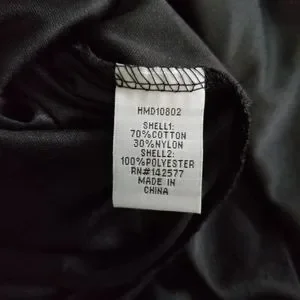 HMD10802
SHELL1:
70%COTTON
30%NYLON
SHELL2:
100%POLYESTER
RN#142577
MADE IN
CHINA